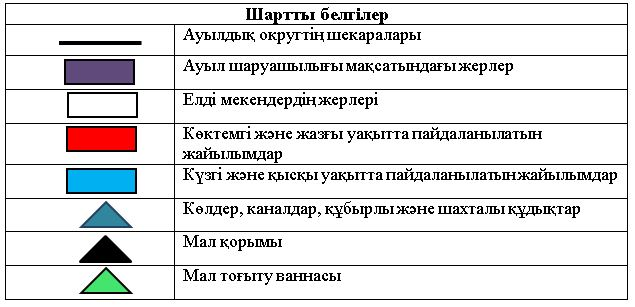 Шартты белгілер
Ауылдық округтің шекаралары
Ауыл шаруашылығы мақсатындағы жерлер
Елді мекендердің жерлері
Көктемгі және жазғы уақытта пайдаланылатын
жайылымдар
Күзгі және қысқы уақытта пайдаланылатын жайылымдар
Көлдер, каналдар, құбырлы және шахталы құдықтар
Мал қорымы
Мал тоғыту ваннасы